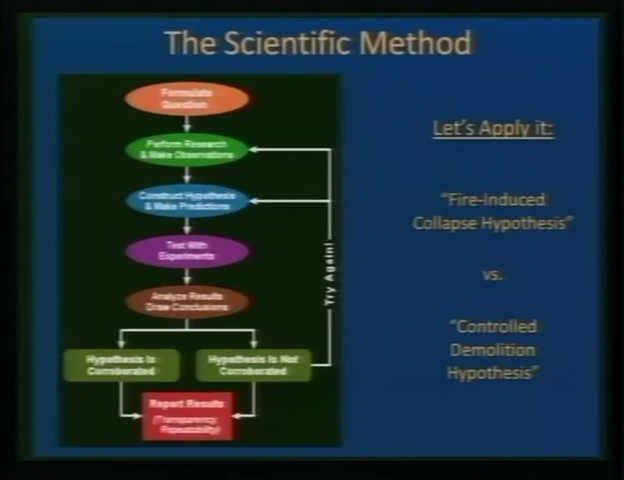 The Scientific Method
Formulate
Question
Perform Research
& Make Observations
Construct Hypothesis
& Make Predictions
Test With
Experiments
Analyze Results
Draw Conclusions
Hypothesis Is
Corroborated
Hypothesis Is Not
Corroborated
Try Again!
Report Results
(Transparency,
Repeatability)
Let's Apply it:
"Fire-Induced
Collapse Hypothesis"
vs.
"Controlled
Demolition
Hypothesis"